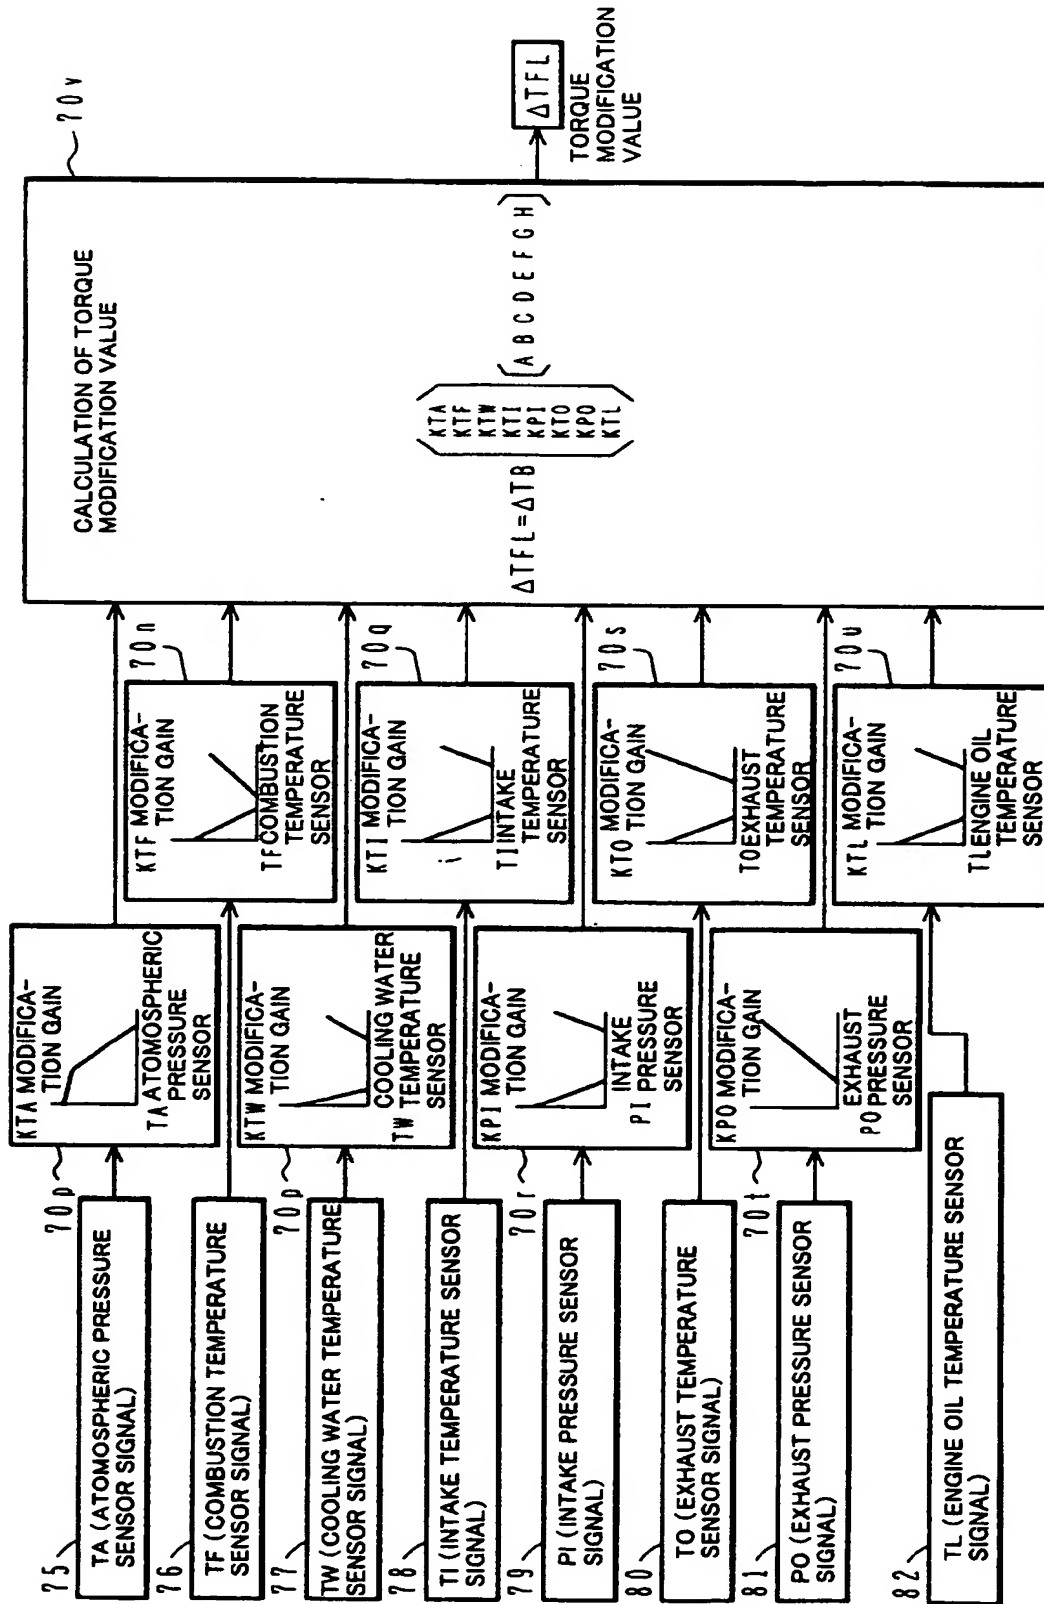 75
TA (ATOMOSPHERIC PRESSURE
SENSOR SIGNAL)
76
TF (COMBUSTION TEMPERATURE
SENSOR SIGNAL)
77
TW (COOLING WATER TEMPERATURE
SENSOR SIGNAL)
78
TI (INTAKE TEMPERATURE SENSOR
SIGNAL)
79
PI (INTAKE PRESSURE SENSOR
SIGNAL)
80
TO (EXHAUST TEMPERATURE
SENSOR SIGNAL)
81
PO (EXHAUST PRESSURE SENSOR
SIGNAL)
82
TL (ENGINE OIL TEMPERATURE SENSOR
SIGNAL)
70p
KTA MODIFICA-
TION GAIN
TA ATOMOSPHERIC
PRESSURE
SENSOR
70p
KTW MODIFICA-
TION GAIN
COOLING WATER
TW TEMPERATURE
SENSOR
70r
KPI MODIFICA-
TION GAIN
INTAKE
PI PRESSURE
SENSOR
70t
KPO MODIFICA-
TION GAIN
EXHAUST
PO PRESSURE
SENSOR
70n
KTF MODIFICA-
TION GAIN
TF COMBUSTION
TEMPERATURE
SENSOR
70q
KTI MODIFICA-
TION GAIN
TI INTAKE
TEMPERATURE
SENSOR
70s
KTO MODIFICA-
TION GAIN
TO EXHAUST
TEMPERATURE
SENSOR
70u
KTL MODIFICA-
TION GAIN
TL ENGINE OIL
TEMPERATURE
SENSOR
70v
CALCULATION OF TORQUE
MODIFICATION VALUE
ΔTFL=ΔTB
KTA
KTF
KTW
KTI
KPI
KTO
KPO
KTL
A B C D E F G H
ΔTFL
TORQUE
MODIFICATION
VALUE